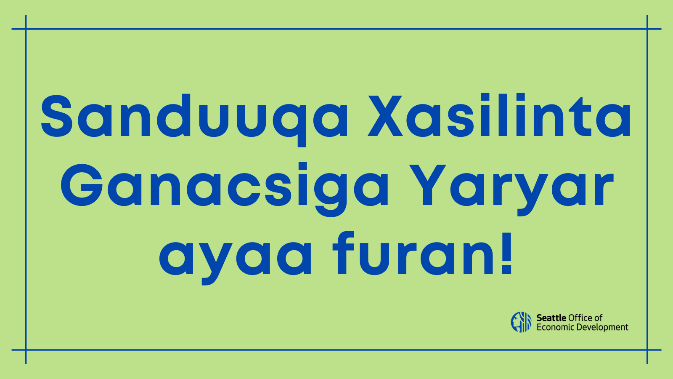 Sanduuqa Xasilinta
Ganacsiga Yaryar
ayaa furan!
Seattle Office of
Economic Development